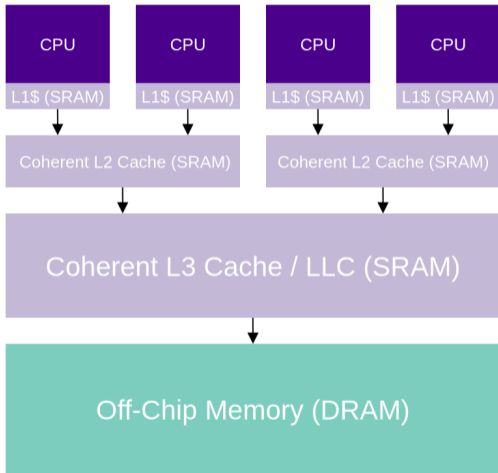 CPU
CPU
CPU
CPU
L1$ (SRAM)
L1$ (SRAM)
L1$ (SRAM)
L1$ (SRAM)
Coherent L2 Cache (SRAM)
Coherent L2 Cache (SRAM)
Coherent L3 Cache / LLC (SRAM)
Off-Chip Memory (DRAM)